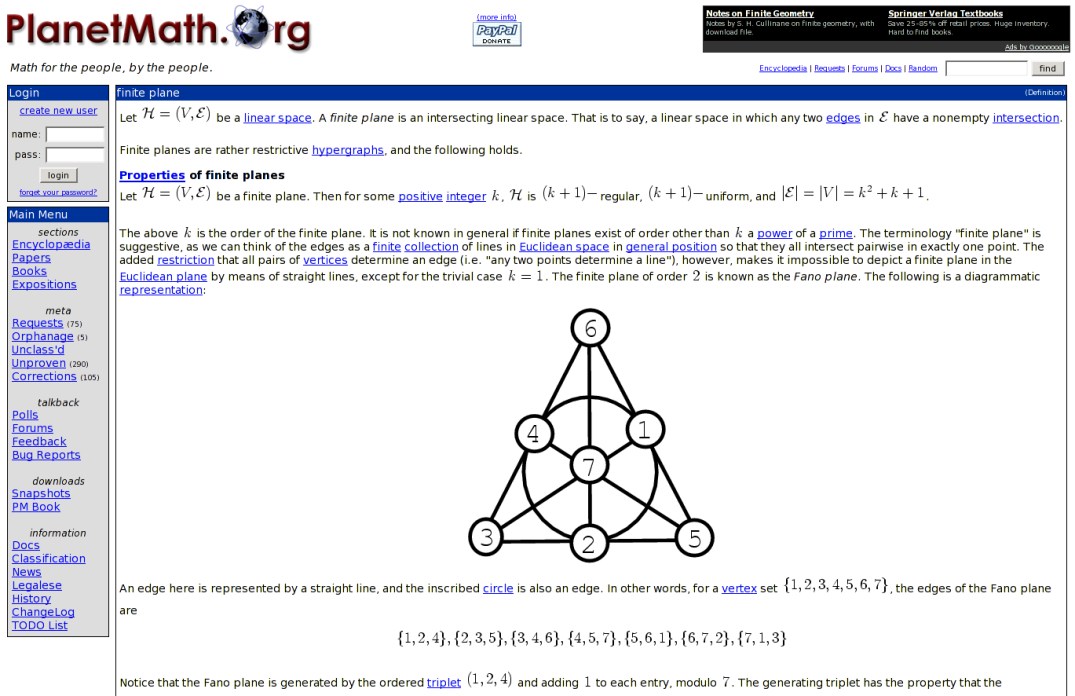 PlanetMath.Org
(more info)
PayPal
DONATE
Notes on Finite Geometry
Notes by S. H. Cullinane on finite geometry, with
download file.
Springer Verlag Textbooks
Save 25-85% off retail prices. Huge inventory.
Hard to find books.
Ads by Goooooogle
Math for the people, by the people.
Encyclopedia | Requests | Forums | Docs | Random
find
Login
create new user
name:
pass:
login
forget your password?
Main Menu
sections
Encyclopædia
Papers
Books
Expositions
meta
Requests (75)
Orphanage (5)
Unclass'd
Unproven (290)
Corrections (105)
talkback
Polls
Forums
Feedback
Bug Reports
downloads
Snapshots
PM Book
information
Docs
Classification
News
Legalese
History
ChangeLog
TODO List
finite plane
(Definition)
Let ℋ = (V, ℰ) be a linear space. A finite plane is an intersecting linear space. That is to say, a linear space in which any two edges in ℰ have a nonempty intersection.
Finite planes are rather restrictive hypergraphs, and the following holds.
Properties of finite planes
Let ℋ = (V, ℰ) be a finite plane. Then for some positive integer k, ℋ is (k + 1)− regular, (k + 1)− uniform, and |ℰ| = |V| = k² + k + 1.
The above k is the order of the finite plane. It is not known in general if finite planes exist of order other than k a power of a prime. The terminology "finite plane" is
suggestive, as we can think of the edges as a finite collection of lines in Euclidean space in general position so that they all intersect pairwise in exactly one point. The
added restriction that all pairs of vertices determine an edge (i.e. "any two points determine a line"), however, makes it impossible to depict a finite plane in the
Euclidean plane by means of straight lines, except for the trivial case k = 1. The finite plane of order 2 is known as the Fano plane. The following is a diagrammatic
representation:
6
4
1
7
3
2
5
An edge here is represented by a straight line, and the inscribed circle is also an edge. In other words, for a vertex set {1, 2, 3, 4, 5, 6, 7}, the edges of the Fano plane
are
{1, 2, 4}, {2, 3, 5}, {3, 4, 6}, {4, 5, 7}, {5, 6, 1}, {6, 7, 2}, {7, 1, 3}
Notice that the Fano plane is generated by the ordered triplet (1, 2, 4) and adding 1 to each entry, modulo 7. The generating triplet has the property that the